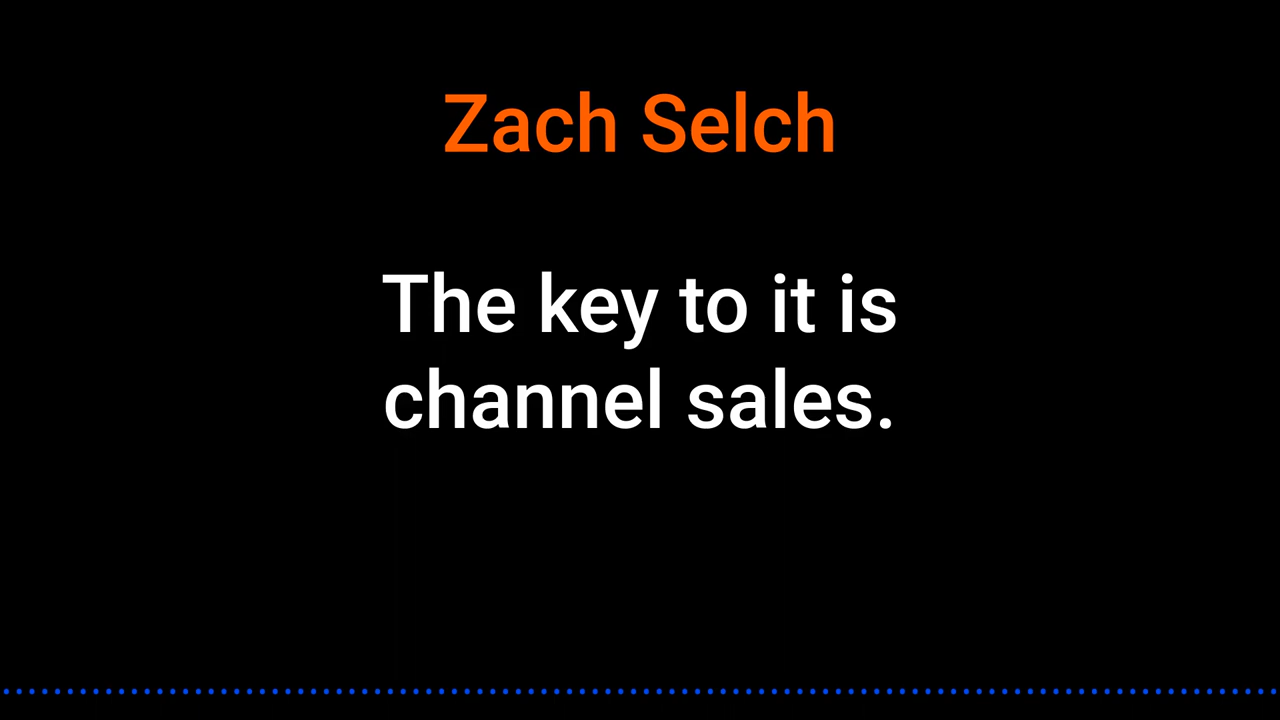 Zach Selch
The key to it is
channel sales.